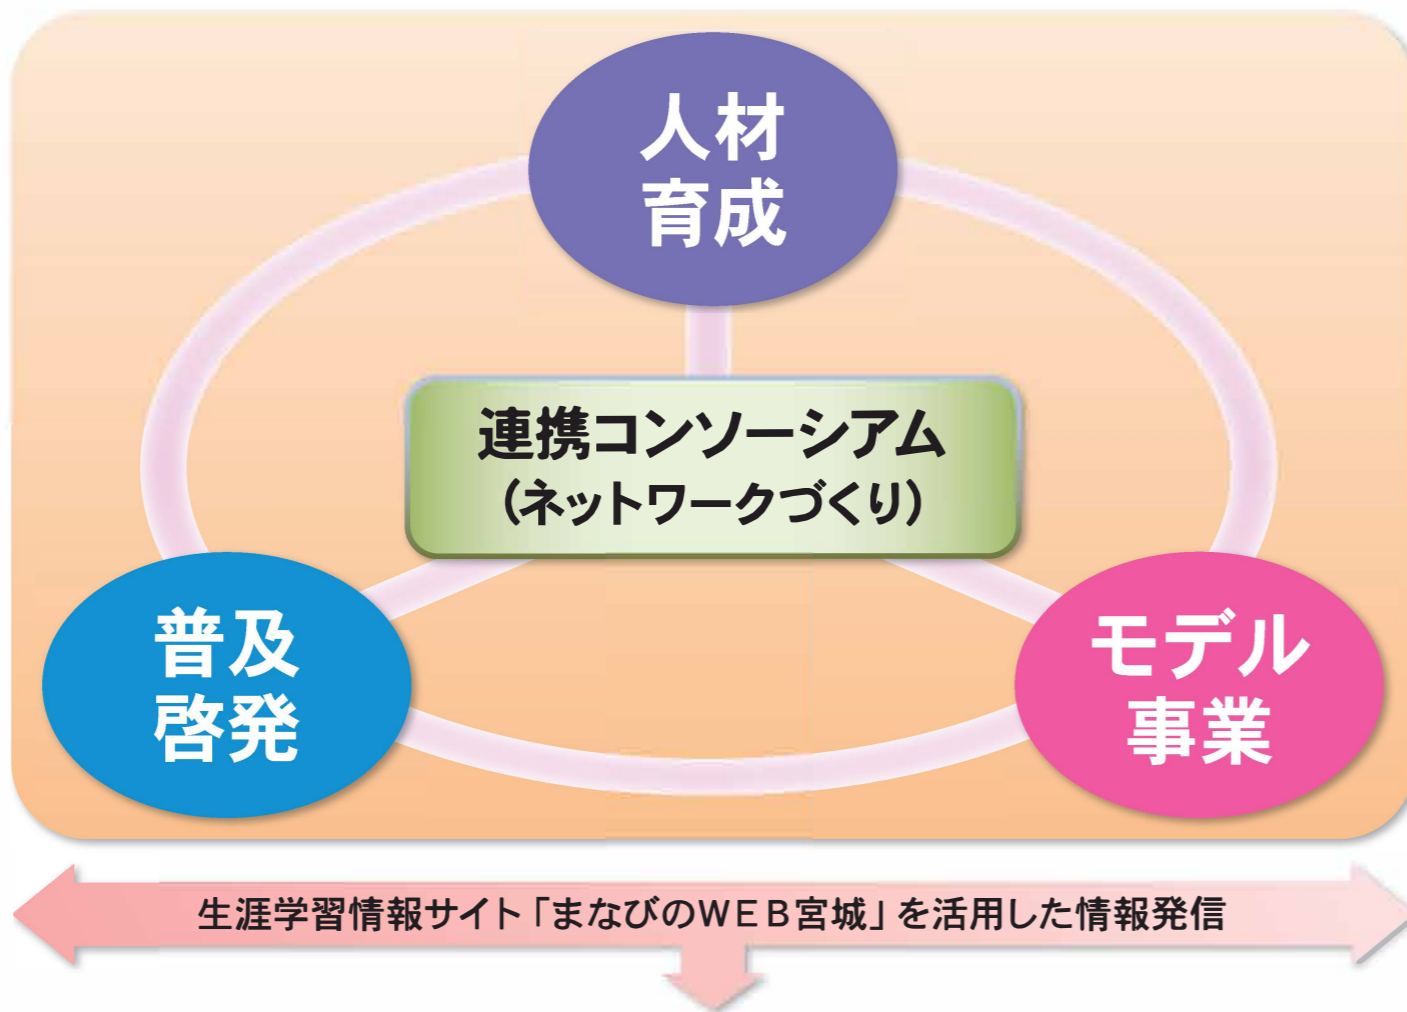 人材
育成
連携コンソーシアム
（ネットワークづくり）
普及
啓発
モデル
事業
生涯学習情報サイト「まなびのＷＥＢ宮城」を活用した情報発信